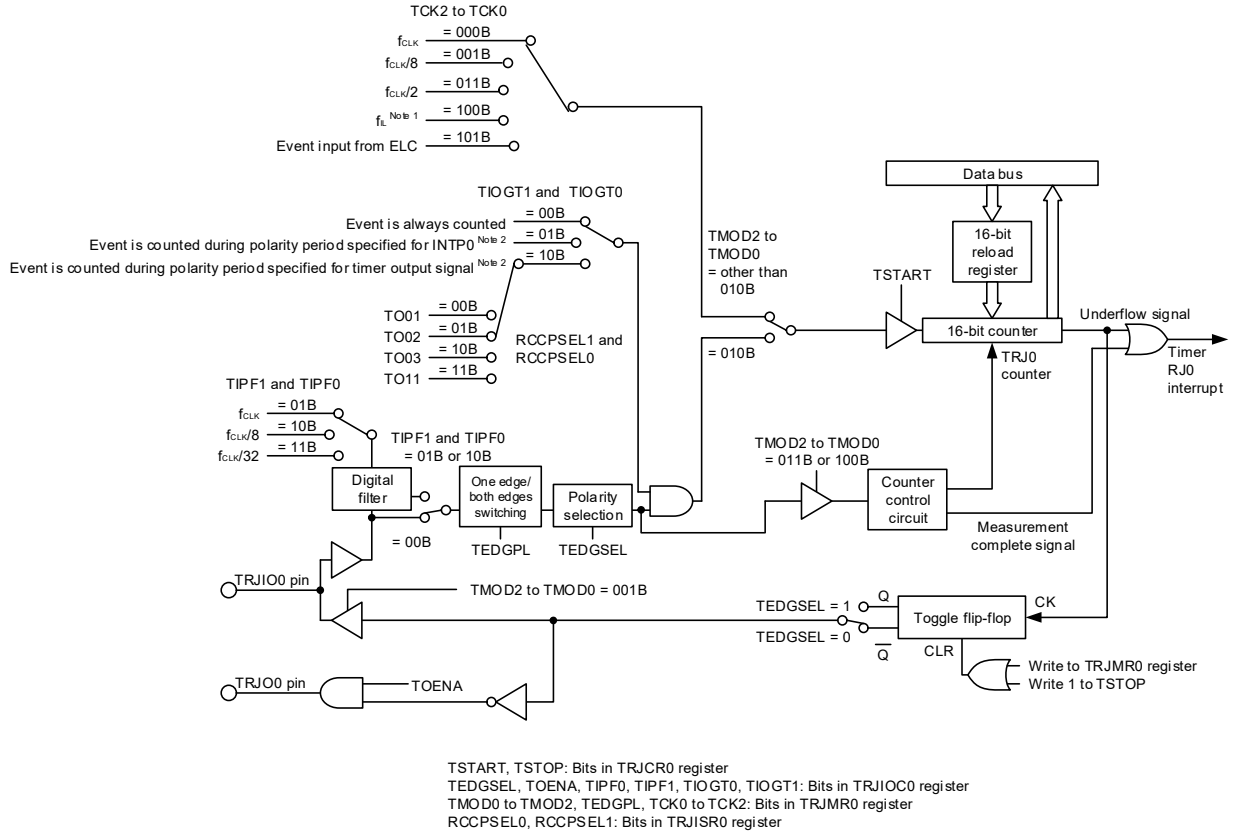 TCK2 to TCK0
fCLK = 000B
fCLK/8 = 001B
fCLK/2 = 011B
fIL Note 1 = 100B
Event input from ELC = 101B
TIOGT1 and TIOGT0
Event is always counted = 00B
Event is counted during polarity period specified for INTP0 Note 2 = 01B
Event is counted during polarity period specified for timer output signal Note 2 = 10B
TO01 = 00B
TO02 = 01B
TO03 = 10B
TO11 = 11B
RCCPSEL1 and
RCCPSEL0
TMOD2 to
TMOD0
= other than
010B
= 010B
Data bus
16-bit
reload
register
TSTART
16-bit counter
Underflow signal
TRJ0
counter
Timer
RJ0
interrupt
TIPF1 and TIPF0
fCLK = 01B
fCLK/8 = 10B
fCLK/32 = 11B
Digital
filter
TIPF1 and TIPF0
= 01B or 10B
= 00B
One edge/
both edges
switching
TEDGPL
Polarity
selection
TEDGSEL
TMOD2 to TMOD0
= 011B or 100B
Counter
control
circuit
Measurement
complete signal
TRJIO0 pin
TMOD2 to TMOD0 = 001B
TEDGSEL = 1
TEDGSEL = 0
Q
Q
Toggle flip-flop
CK
CLR
Write to TRJMR0 register
Write 1 to TSTOP
TRJO0 pin
TOENA
TSTART, TSTOP: Bits in TRJCR0 register
TEDGSEL, TOENA, TIPF0, TIPF1, TIOGT0, TIOGT1: Bits in TRJIOC0 register
TMOD0 to TMOD2, TEDGPL, TCK0 to TCK2: Bits in TRJMR0 register
RCCPSEL0, RCCPSEL1: Bits in TRJISR0 register